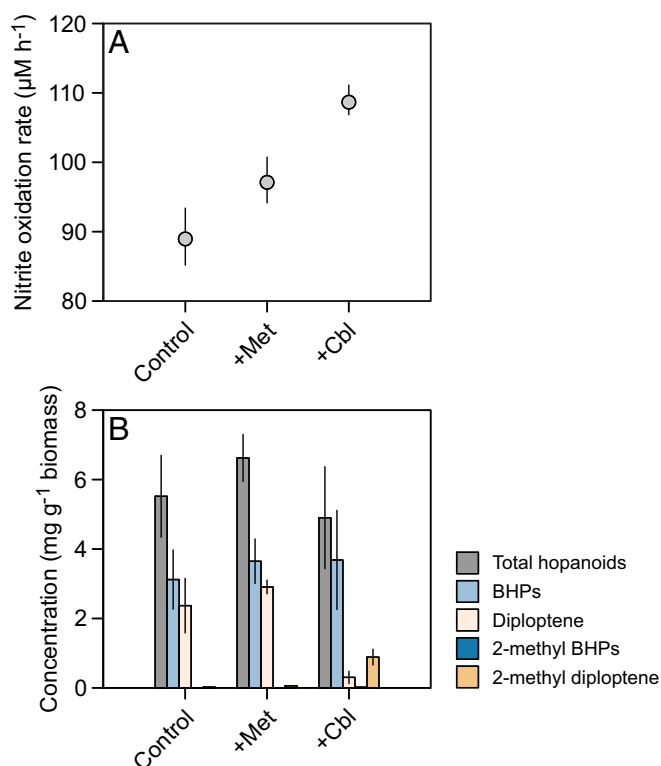 A
Nitrite oxidation rate (µM h⁻¹)
120
110
100
90
80
Control
+Met
+Cbl
B
Concentration (mg g⁻¹ biomass)
8
6
4
2
0
Control
+Met
+Cbl
Total hopanoids
BHPs
Diploptene
2-methyl BHPs
2-methyl diploptene